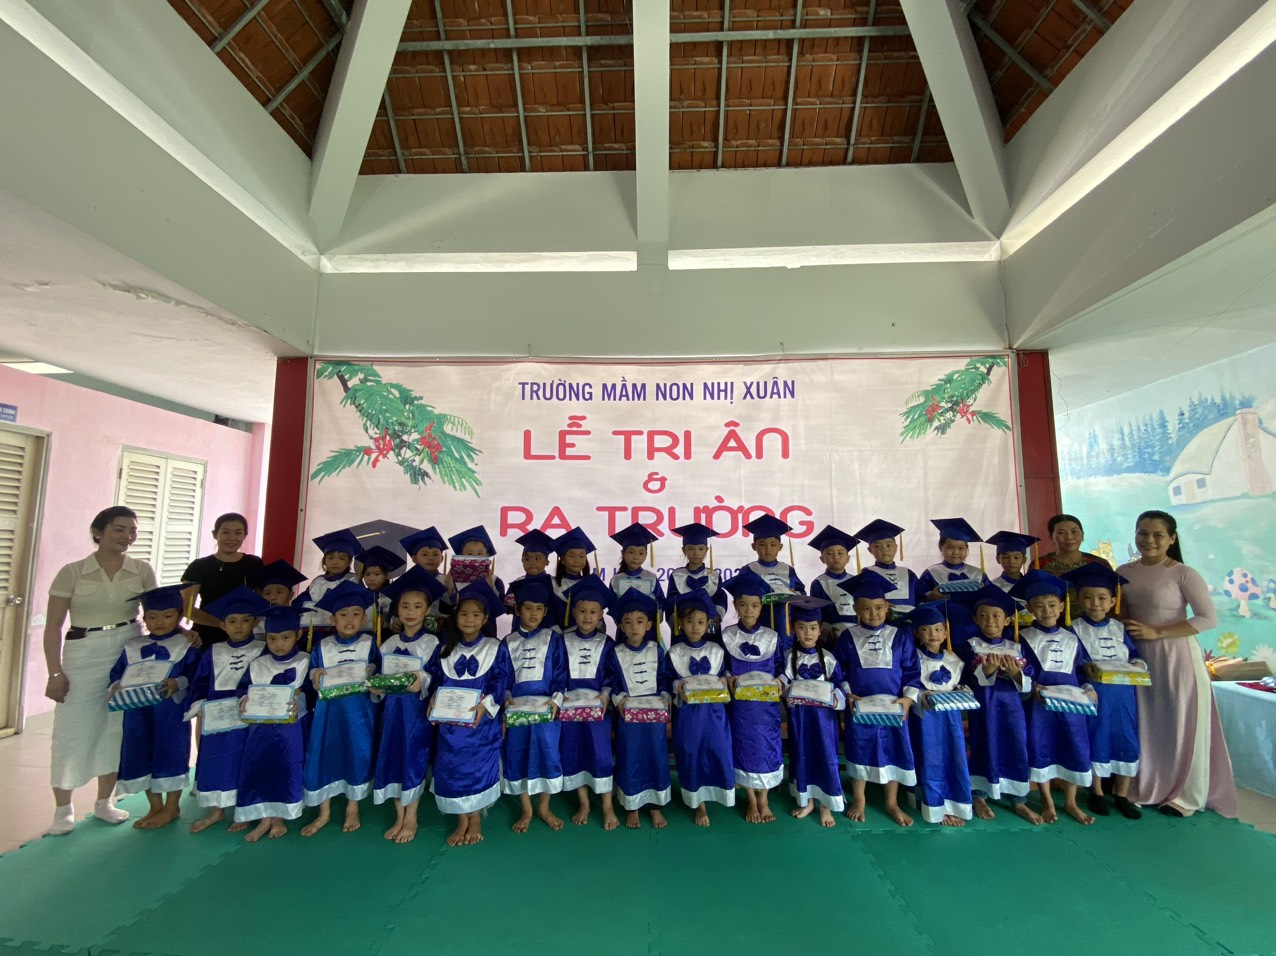 TRƯỜNG MẦM NON NHỊ XUÂN
LỄ TRI ÂN
&
RA TRƯỜNG